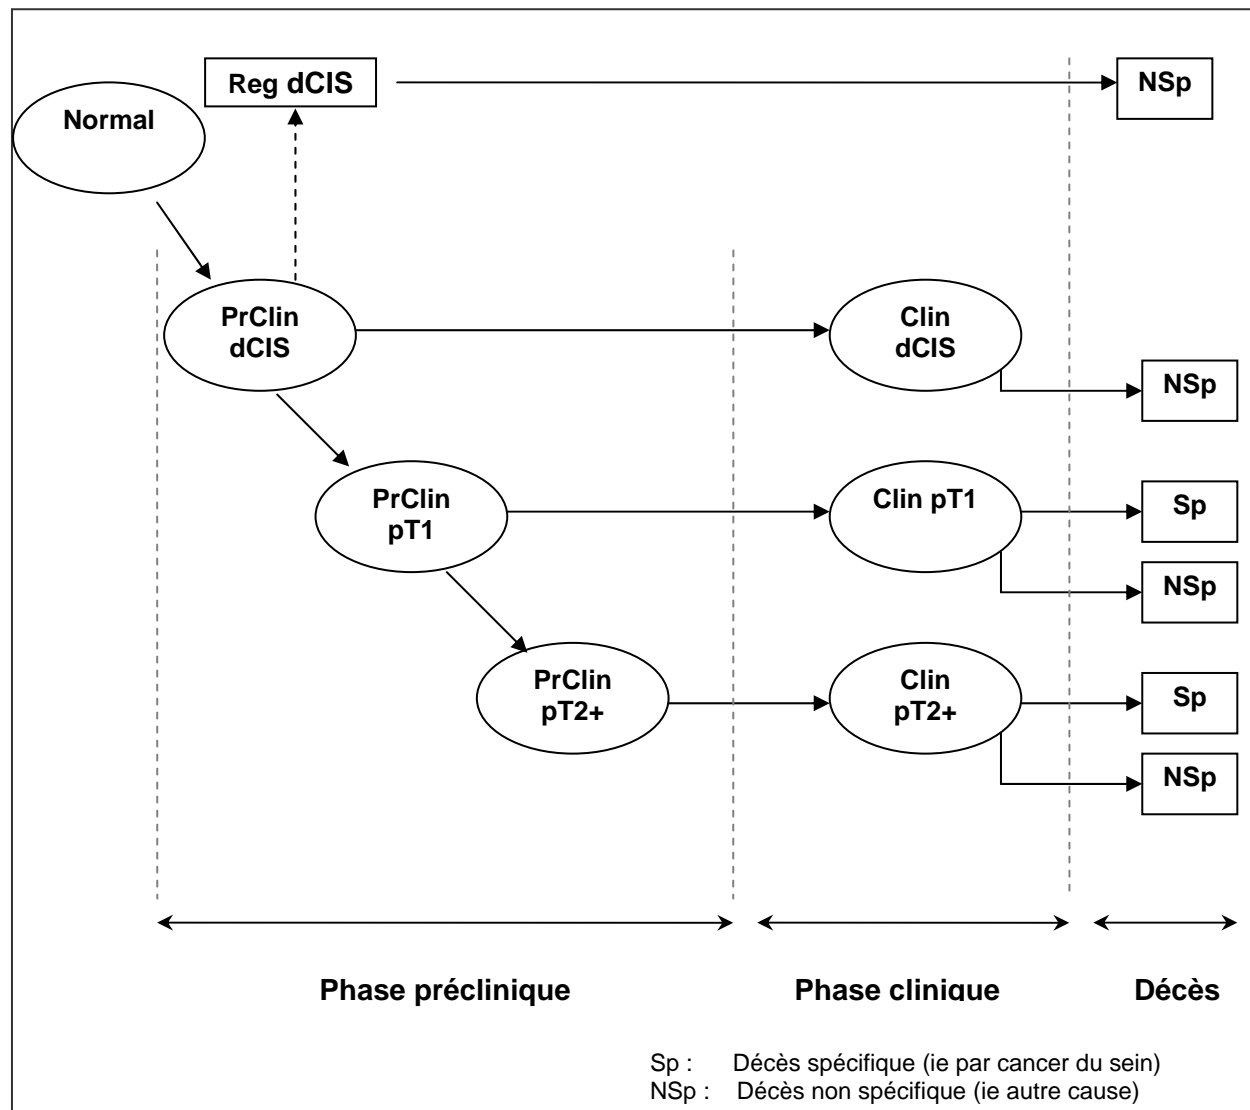 Reg dCIS
NSp
Normal
PrClin
dCIS
Clin
dCIS
NSp
PrClin
pT1
Clin pT1
Sp
NSp
PrClin
pT2+
Clin
pT2+
Sp
NSp
Phase préclinique
Phase clinique
Décès
Sp : Décès spécifique (ie par cancer du sein)
NSp : Décès non spécifique (ie autre cause)